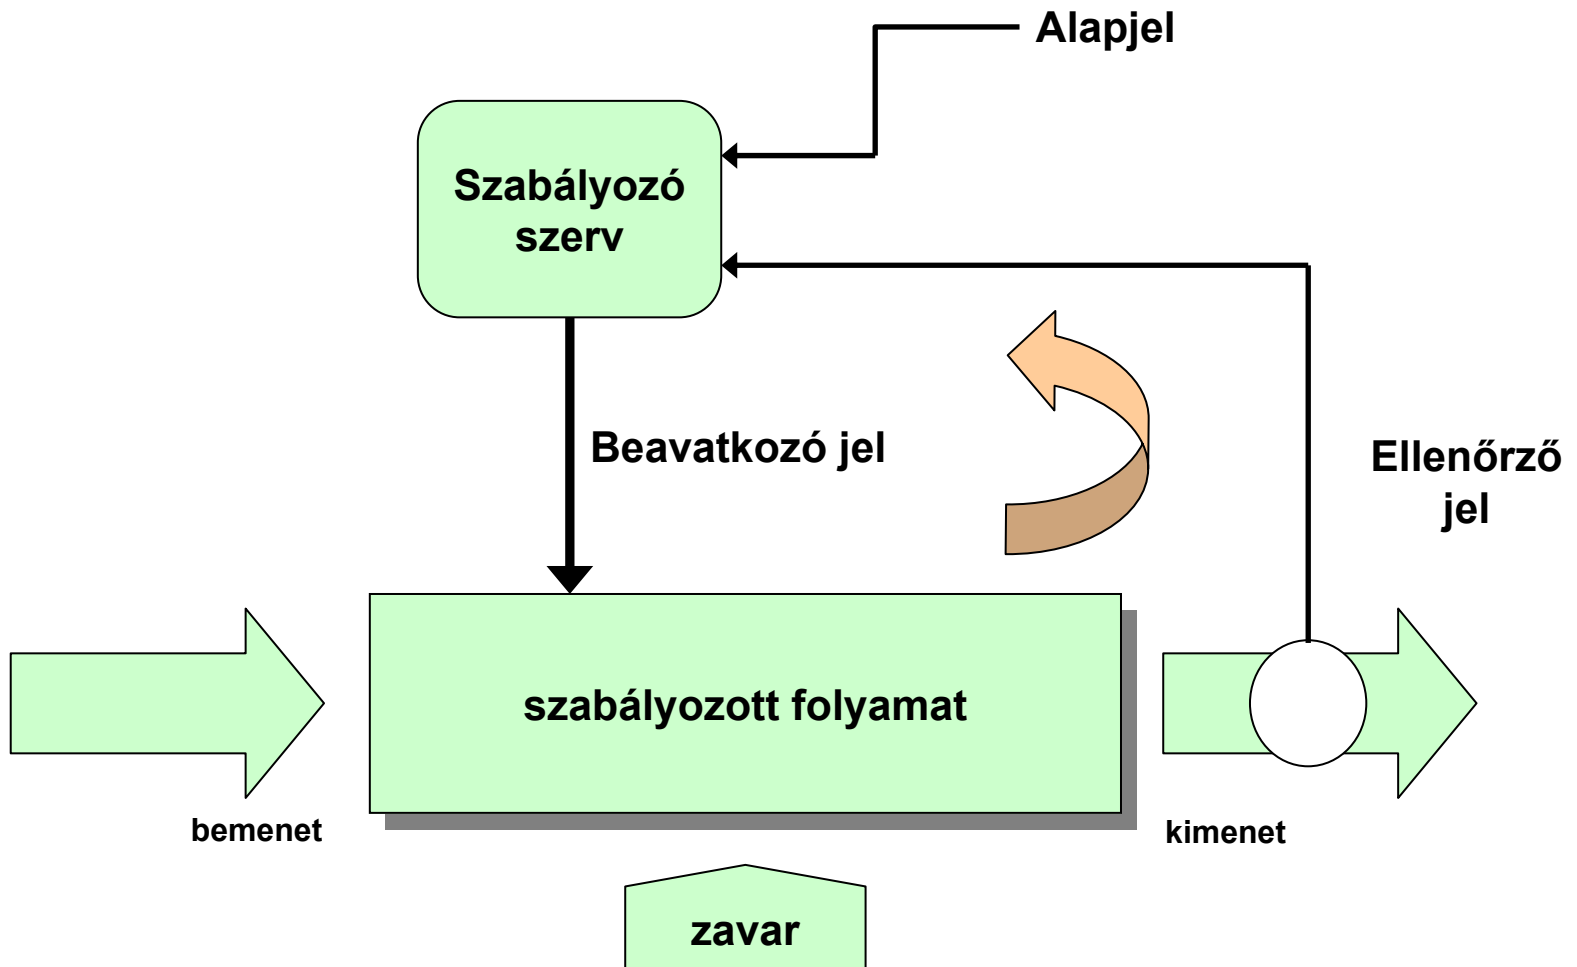 Alapjel
Szabályozó
szerv
Beavatkozó jel
Ellenőrző
jel
szabályozott folyamat
bemenet
kimenet
zavar